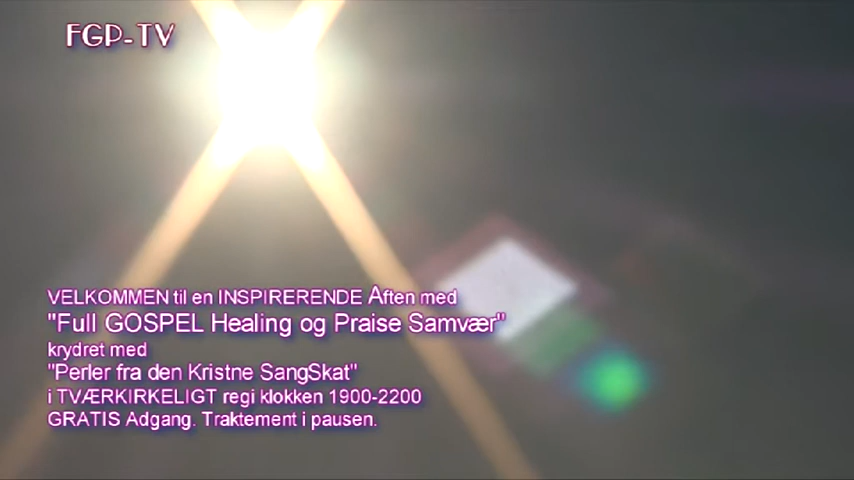 FGP-TV
VELKOMMEN til en INSPIRERENDE Aften med
"Full GOSPEL Healing og Praise Samvær"
krydret med
"Perler fra den Kristne SangSkat"
i TVÆRKIRKELIGT regi klokken 1900-2200
GRATIS Adgang. Traktement i pausen.